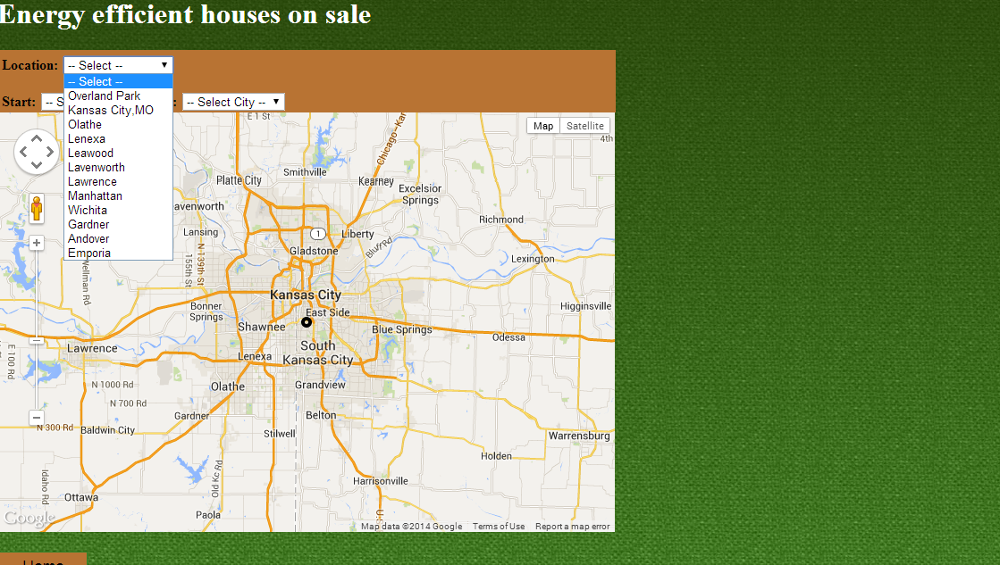 Energy efficient houses on sale
Location: -- Select --
-- Select --
Overland Park
Kansas City,MO
Olathe
Lenexa
Leawood
Lavenworth
Lawrence
Manhattan
Wichita
Gardner
Andover
Emporia
Start: -- S : -- Select City --
Map Satellite
E 1 St
4th
Chicago-Kar
Smithville
Platte City
Kearney
Excelsior
Springs
avenworth
Richmond
Lansing
1
Liberty
Gladstone
Bluff Rd
N 139th St
155th St
Lexington
Wellman Rd
Kansas City
Bonner
Springs
East Side
Higginsville
Shawnee
Blue Springs
Odessa
Lawrence
South
Kansas City
E 100 Rd
Lenexa
N 1000 Rd
Olathe
Grandview
N 700 Rd
Gardner
Belton
N 300 Rd
Baldwin City
Stilwell
Warrensburg
Holden
Old Kc Rd
Idaho Rd
Harrisonville
Ottawa
Paola
U.S
Google
Map data ©2014 Google Terms of Use Report a map error
Home